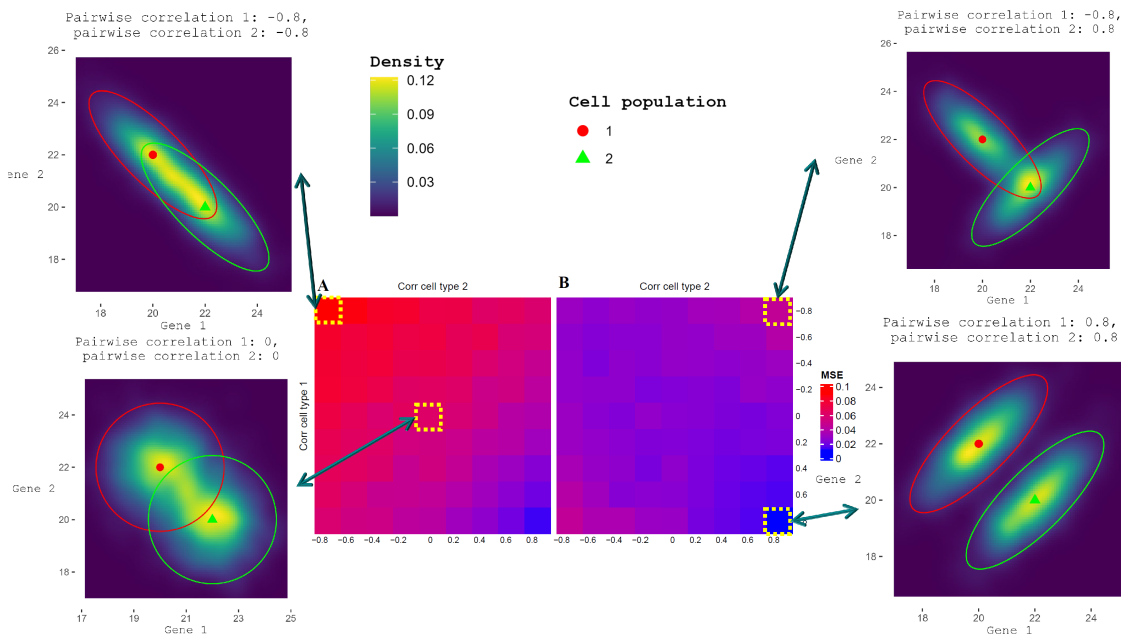 Pairwise correlation 1: -0.8,
pairwise correlation 2: -0.8
26
24
22
20
18
ene 2
18 20 22 24
Gene 1
Density
0.12
0.09
0.06
0.03
Cell population
1
2
Pairwise correlation 1: -0.8,
pairwise correlation 2: 0.8
26
24
22
20
18
Gene 2
18 20 22 24
Gene 1
A
Corr cell type 2
B
Corr cell type 2
Corr cell type 1
−0.8
−0.6
−0.4
−0.2
0
0.2
0.4
0.6
0.8
−0.8 −0.6 −0.4 −0.2 0 0.2 0.4 0.6 0.8
−0.8 −0.6 −0.4 −0.2 0 0.2 0.4 0.6 0.8
MSE
0.1
0.08
0.06
0.04
0.02
0
Pairwise correlation 1: 0,
pairwise correlation 2: 0
24
22
20
18
Gene 2
17 19 21 23 25
Gene 1
Pairwise correlation 1: 0.8,
pairwise correlation 2: 0.8
24
22
20
18
Gene 2
18 20 22 24
Gene 1